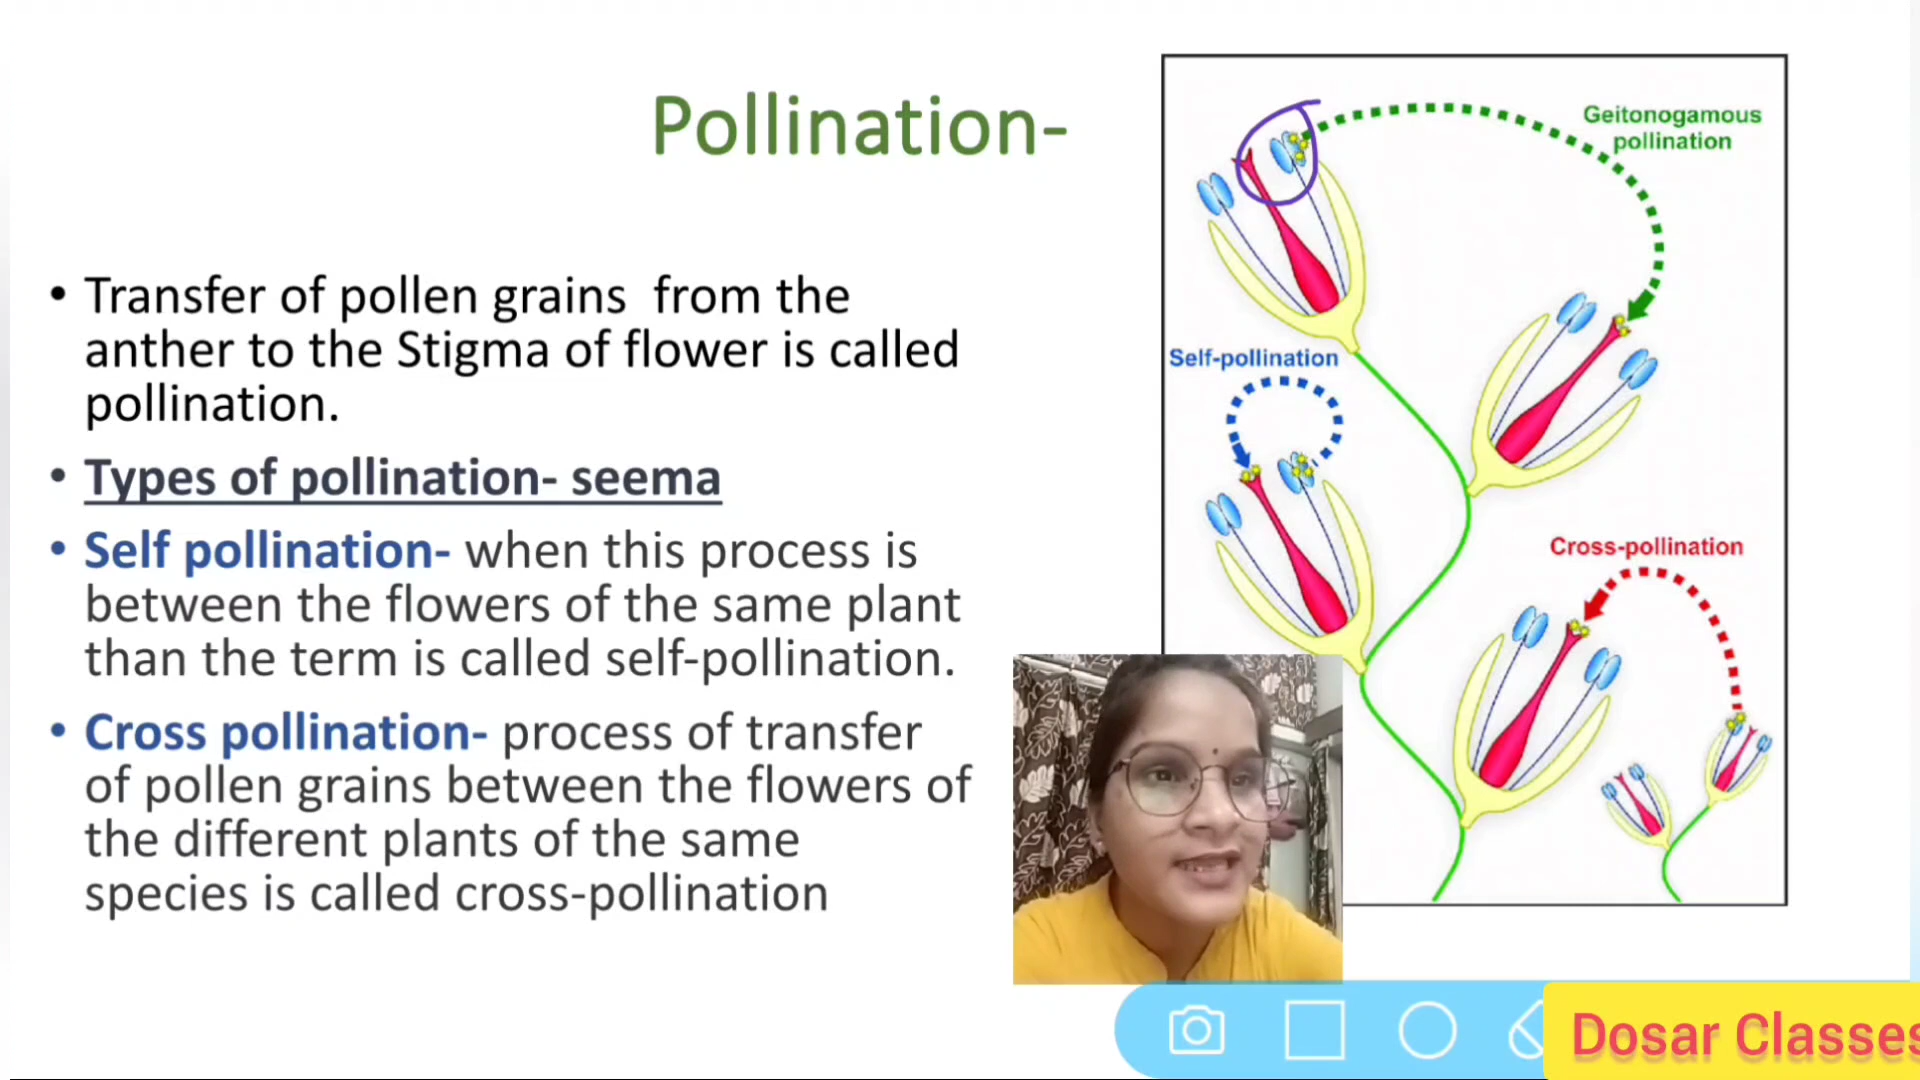 Pollination-
• Transfer of pollen grains from the
anther to the Stigma of flower is called
pollination.
• Types of pollination- seema
• Self pollination- when this process is
between the flowers of the same plant
than the term is called self-pollination.
• Cross pollination- process of transfer
of pollen grains between the flowers of
the different plants of the same
species is called cross-pollination
Geitonogamous
pollination
Self-pollination
Cross-pollination
Dosar Classes